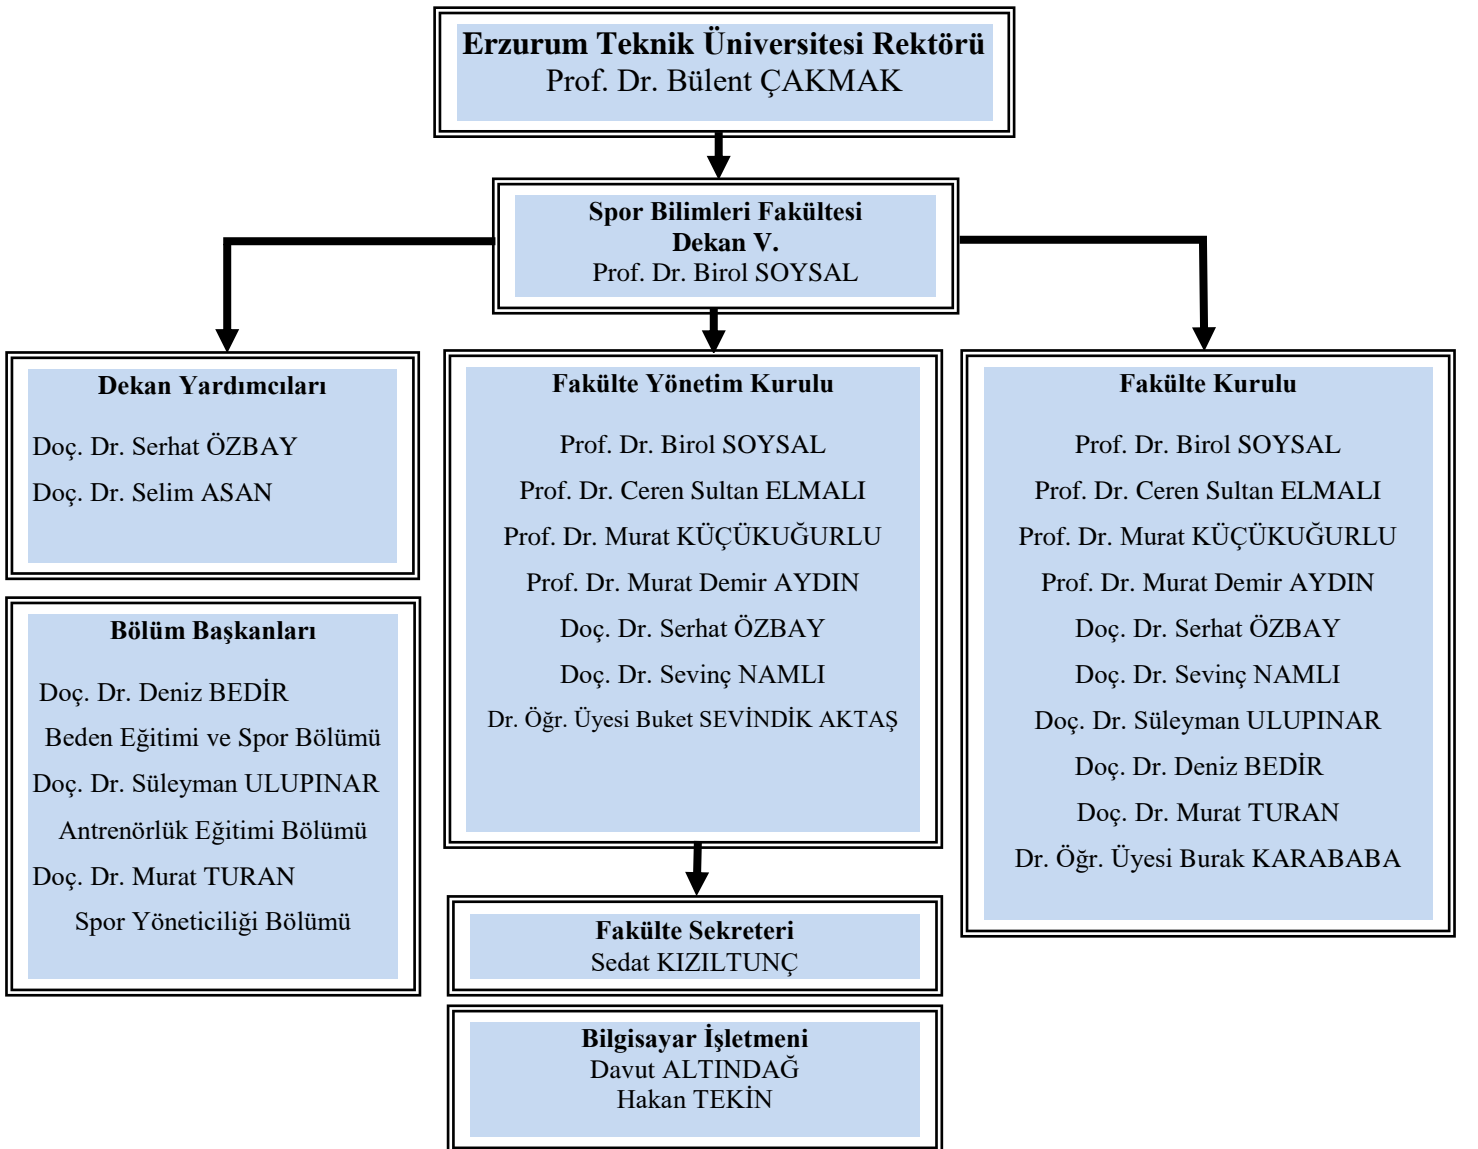 Erzurum Teknik Üniversitesi Rektörü
Prof. Dr. Bülent ÇAKMAK
Spor Bilimleri Fakültesi
Dekan V.
Prof. Dr. Birol SOYSAL
Dekan Yardımcıları
Doç. Dr. Serhat ÖZBAY
Doç. Dr. Selim ASAN
Bölüm Başkanları
Doç. Dr. Deniz BEDİR
Beden Eğitimi ve Spor Bölümü
Doç. Dr. Süleyman ULUPINAR
Antrenörlük Eğitimi Bölümü
Doç. Dr. Murat TURAN
Spor Yöneticiliği Bölümü
Fakülte Yönetim Kurulu
Prof. Dr. Birol SOYSAL
Prof. Dr. Ceren Sultan ELMALI
Prof. Dr. Murat KÜÇÜKUĞURLU
Prof. Dr. Murat Demir AYDIN
Doç. Dr. Serhat ÖZBAY
Doç. Dr. Sevinç NAMLI
Dr. Öğr. Üyesi Buket SEVİNDİK AKTAŞ
Fakülte Sekreteri
Sedat KIZILTUNÇ
Bilgisayar İşletmeni
Davut ALTINDAĞ
Hakan TEKİN
Fakülte Kurulu
Prof. Dr. Birol SOYSAL
Prof. Dr. Ceren Sultan ELMALI
Prof. Dr. Murat KÜÇÜKUĞURLU
Prof. Dr. Murat Demir AYDIN
Doç. Dr. Serhat ÖZBAY
Doç. Dr. Sevinç NAMLI
Doç. Dr. Süleyman ULUPINAR
Doç. Dr. Deniz BEDİR
Doç. Dr. Murat TURAN
Dr. Öğr. Üyesi Burak KARABABA